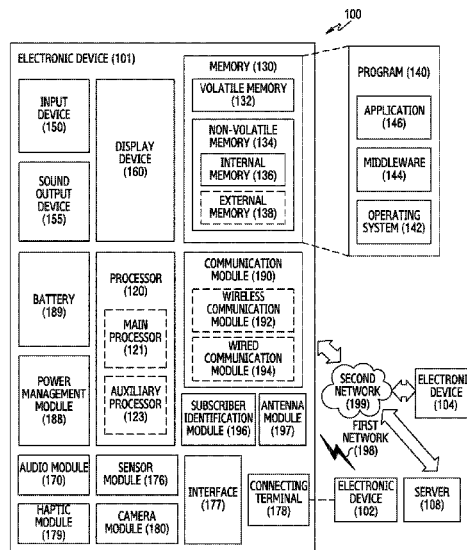 100
ELECTRONIC DEVICE (101)
INPUT
DEVICE
(150)
SOUND
OUTPUT
DEVICE
(155)
DISPLAY
DEVICE
(160)
MEMORY (130)
VOLATILE MEMORY
(132)
NON-VOLATILE
MEMORY (134)
INTERNAL
MEMORY (136)
EXTERNAL
MEMORY (138)
PROGRAM (140)
APPLICATION
(146)
MIDDLEWARE
(144)
OPERATING
SYSTEM (142)
BATTERY
(189)
POWER
MANAGEMENT
MODULE
(188)
PROCESSOR
(120)
MAIN
PROCESSOR
(121)
AUXILIARY
PROCESSOR
(123)
COMMUNICATION
MODULE (190)
WIRELESS
COMMUNICATION
MODULE (192)
WIRED
COMMUNICATION
MODULE (194)
SUBSCRIBER
IDENTIFICATION
MODULE (196)
ANTENNA
MODULE
(197)
SECOND
NETWORK
(199)
ELECTRONIC
DEVICE (104)
FIRST
NETWORK
(198)
AUDIO MODULE
(170)
SENSOR
MODULE (176)
INTERFACE
(177)
CONNECTING
TERMINAL
(178)
ELECTRONIC
DEVICE
(102)
SERVER
(108)
HAPTIC MODULE
(179)
CAMERA
MODULE (180)